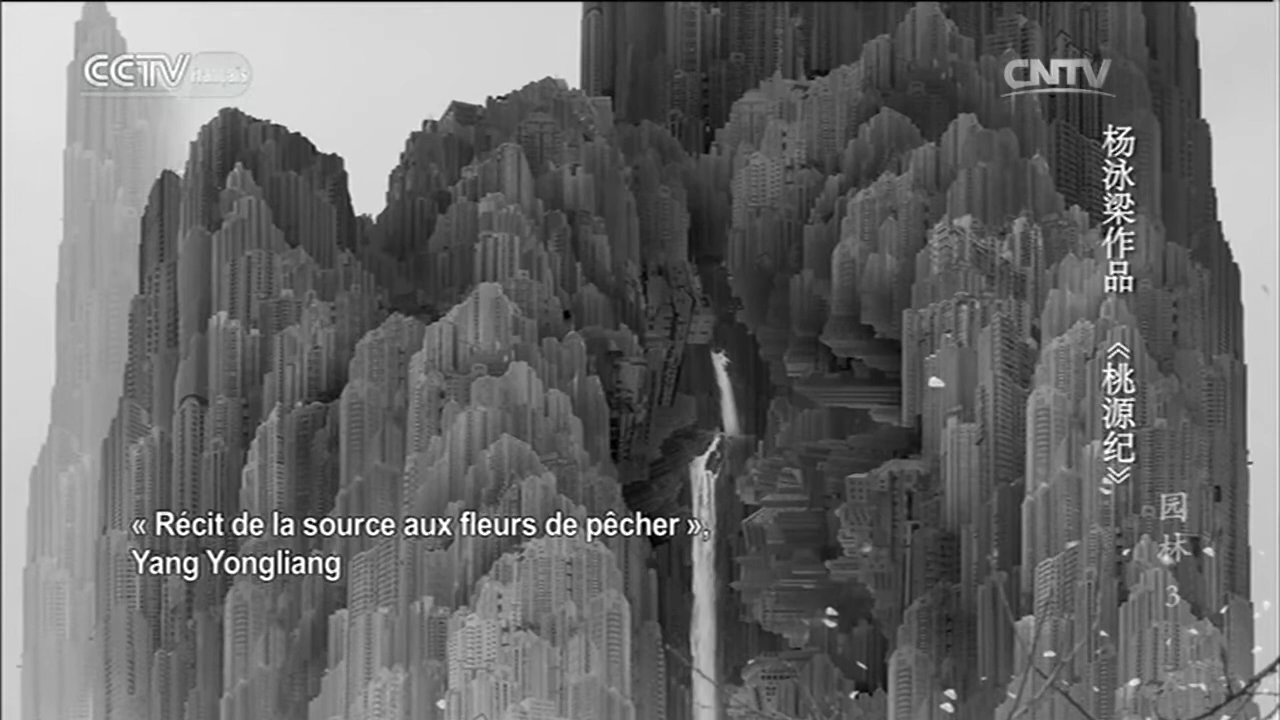 CCTV Français
CNTV
杨泳梁作品 《桃源纪》
园林 3
« Récit de la source aux fleurs de pêcher »,
Yang Yongliang